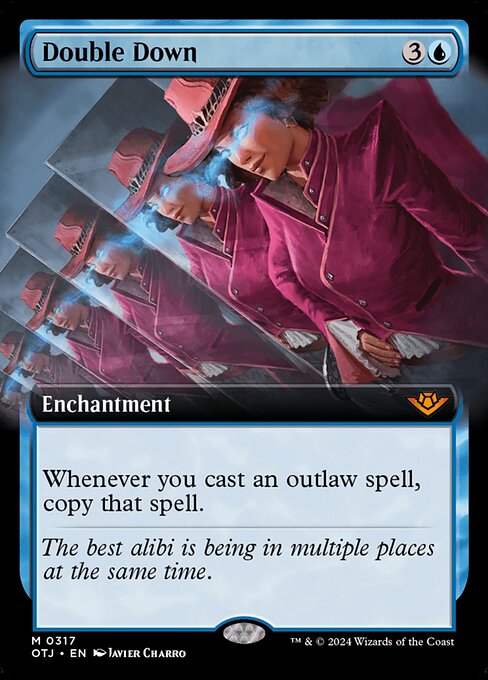 Double Down 3
Enchantment
Whenever you cast an outlaw spell,
copy that spell.
The best alibi is being in multiple places
at the same time.
M 0317 ™ & © 2024 Wizards of the Coast
OTJ • EN Javier Charro